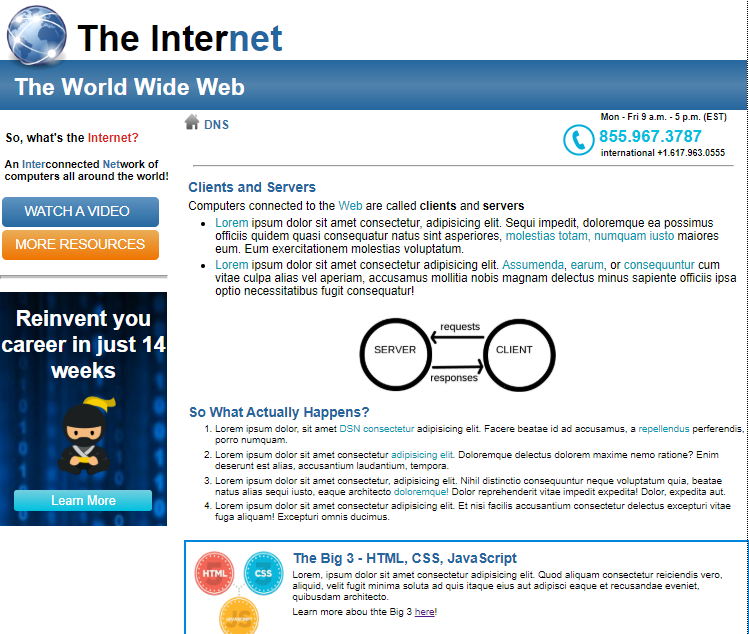 The Internet
The World Wide Web
So, what's the Internet?
An Interconnected Network of
computers all around the world!
WATCH A VIDEO
MORE RESOURCES
Reinvent you
career in just 14
weeks
Learn More
DNS
Mon - Fri 9 a.m. - 5 p.m. (EST)
855.967.3787
international +1.617.963.0555
Clients and Servers
Computers connected to the Web are called clients and servers
• Lorem ipsum dolor sit amet consectetur, adipisicing elit. Sequi impedit, doloremque ea possimus
officiis quidem quasi consequatur natus sint asperiores, molestias totam, numquam iusto maiores
eum. Eum exercitationem molestias voluptatum.
• Lorem ipsum dolor sit amet consectetur adipisicing elit. Assumenda, earum, or consequuntur cum
vitae culpa alias vel aperiam, accusamus mollitia nobis magnam delectus minus sapiente officiis ipsa
optio necessitatibus fugit consequatur!
requests
SERVER
CLIENT
responses
So What Actually Happens?
1. Lorem ipsum dolor, sit amet DSN consectetur adipisicing elit. Facere beatae id ad accusamus, a repellendus perferendis,
porro numquam.
2. Lorem ipsum dolor sit amet consectetur adipisicing elit. Doloremque delectus dolorem maxime nemo ratione? Enim
deserunt est alias, accusantium laudantium, tempora.
3. Lorem ipsum dolor sit amet consectetur, adipisicing elit. Nihil distinctio consequuntur neque voluptatum quia, beatae
natus alias sequi iusto, eaque architecto doloremque! Dolor reprehenderit vitae impedit expedita! Dolor, expedita aut.
4. Lorem ipsum dolor sit amet consectetur adipisicing elit. Et nisi facilis accusantium consectetur delectus excepturi vitae
fuga aliquam! Excepturi omnis ducimus.
HTML
CSS
JS
JAVASCRIPT
The Big 3 - HTML, CSS, JavaScript
Lorem, ipsum dolor sit amet consectetur adipisicing elit. Quod aliquam consectetur reiciendis vero,
aliquid, velit fugit minima soluta ad quis itaque eius aut adipisci eaque et recusandae eveniet,
quibusdam architecto.
Learn more abou thte Big 3 here!